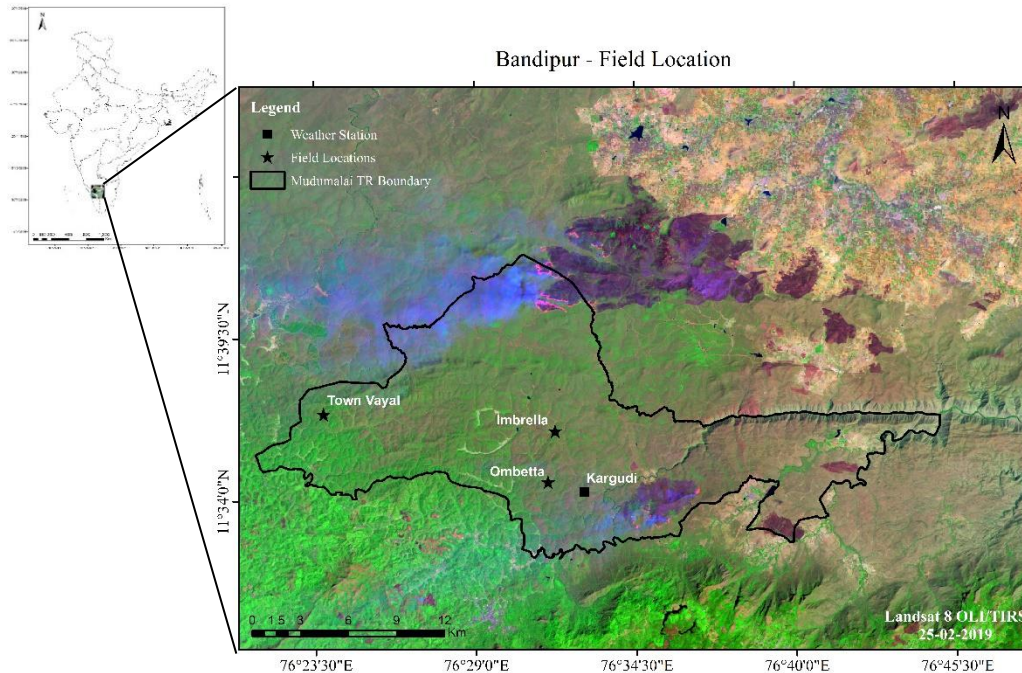 N
Bandipur - Field Location
Legend
Weather Station
Field Locations
Mudumalai TR Boundary
N
11°39'30"N
11°34'0"N
Town Vayal
Imbrella
Ombetta
Kargudi
Landsat 8 OLI/TIRS
25-02-2019
0 1.5 3 6 9 12
Km
76°23'30"E 76°29'0"E 76°34'30"E 76°40'0"E 76°45'30"E